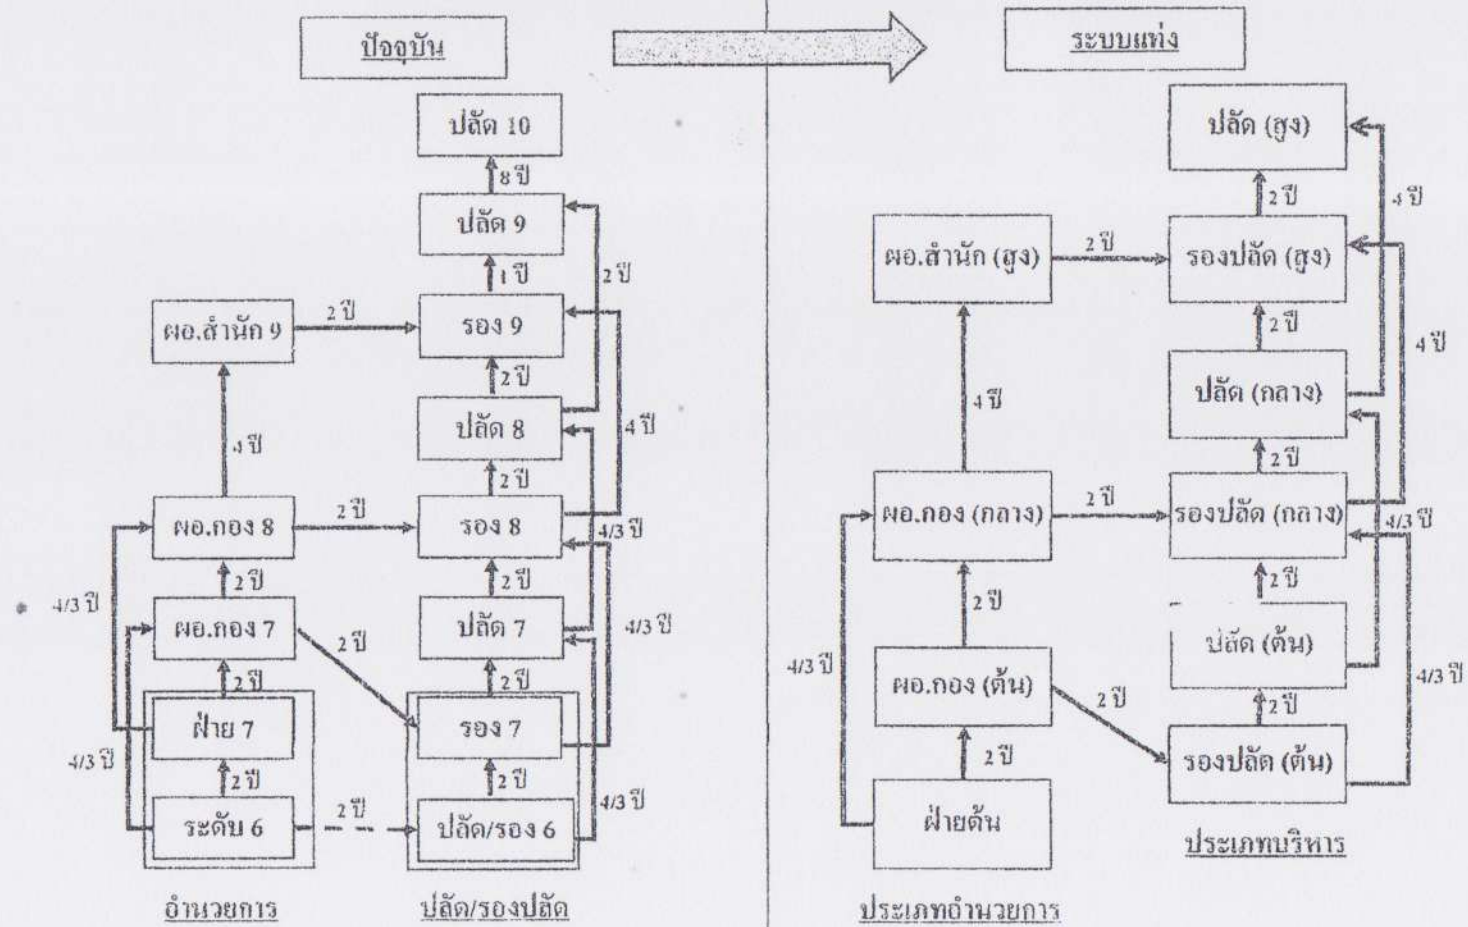 ปัจจุบัน
ปลัด 10
8 ปี
ปลัด 9
1 ปี
2 ปี
ผอ.สำนัก 9
2 ปี
รอง 9
2 ปี
ปลัด 8
4 ปี
4 ปี
2 ปี
ผอ.กอง 8
2 ปี
รอง 8
4/3 ปี
2 ปี
2 ปี
4/3 ปี
ผอ.กอง 7
2 ปี
ปลัด 7
4/3 ปี
2 ปี
2 ปี
ฝ่าย 7
รอง 7
4/3 ปี
2 ปี
2 ปี
4/3 ปี
ระดับ 6
2 ปี
ปลัด/รอง 6
อำนวยการ
ปลัด/รองปลัด
ระบบแท่ง
ปลัด (สูง)
2 ปี
4 ปี
ผอ.สำนัก (สูง)
2 ปี
รองปลัด (สูง)
2 ปี
4 ปี
ปลัด (กลาง)
4 ปี
2 ปี
ผอ.กอง (กลาง)
2 ปี
รองปลัด (กลาง)
4/3 ปี
2 ปี
2 ปี
ปลัด (ต้น)
4/3 ปี
4/3 ปี
ผอ.กอง (ต้น)
2 ปี
2 ปี
รองปลัด (ต้น)
2 ปี
ฝ่ายต้น
ประเภทบริหาร
ประเภทอำนวยการ